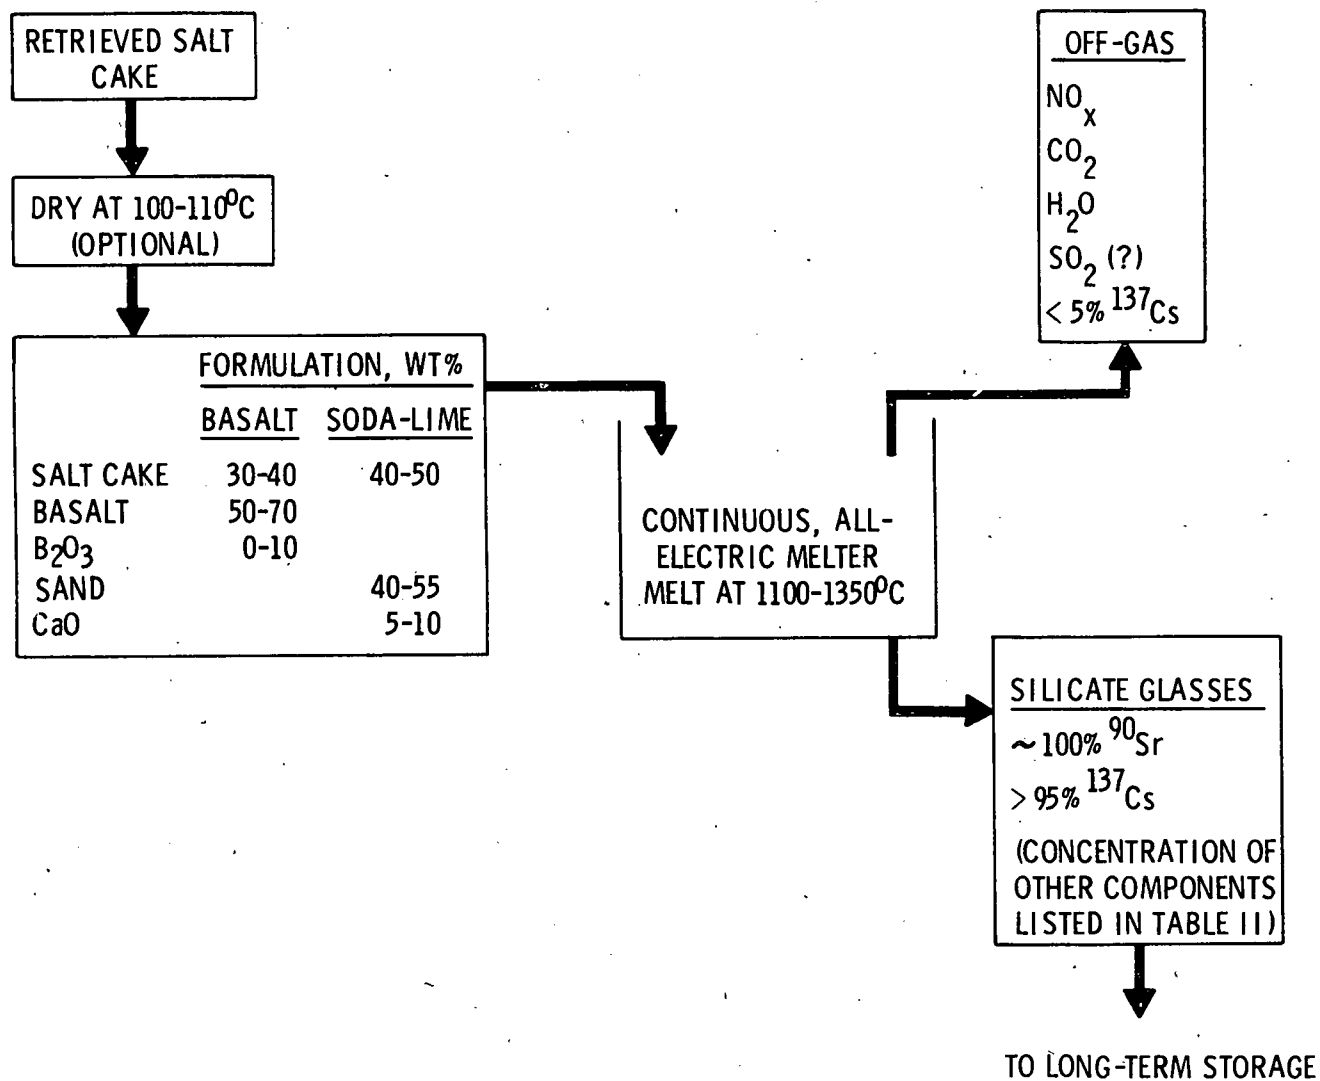 RETRIEVED SALT
CAKE
DRY AT 100-110⁰C
(OPTIONAL)
FORMULATION, WT%
BASALT SODA-LIME
SALT CAKE 30-40 40-50
BASALT 50-70
B₂O₃ 0-10
SAND 40-55
CaO 5-10
CONTINUOUS, ALL-
ELECTRIC MELTER
MELT AT 1100-1350⁰C
OFF-GAS
NOₓ
CO₂
H₂O
SO₂ (?)
< 5% ¹³⁷Cs
SILICATE GLASSES
~100% ⁹⁰Sr
> 95% ¹³⁷Cs
(CONCENTRATION OF
OTHER COMPONENTS
LISTED IN TABLE II)
TO LONG-TERM STORAGE